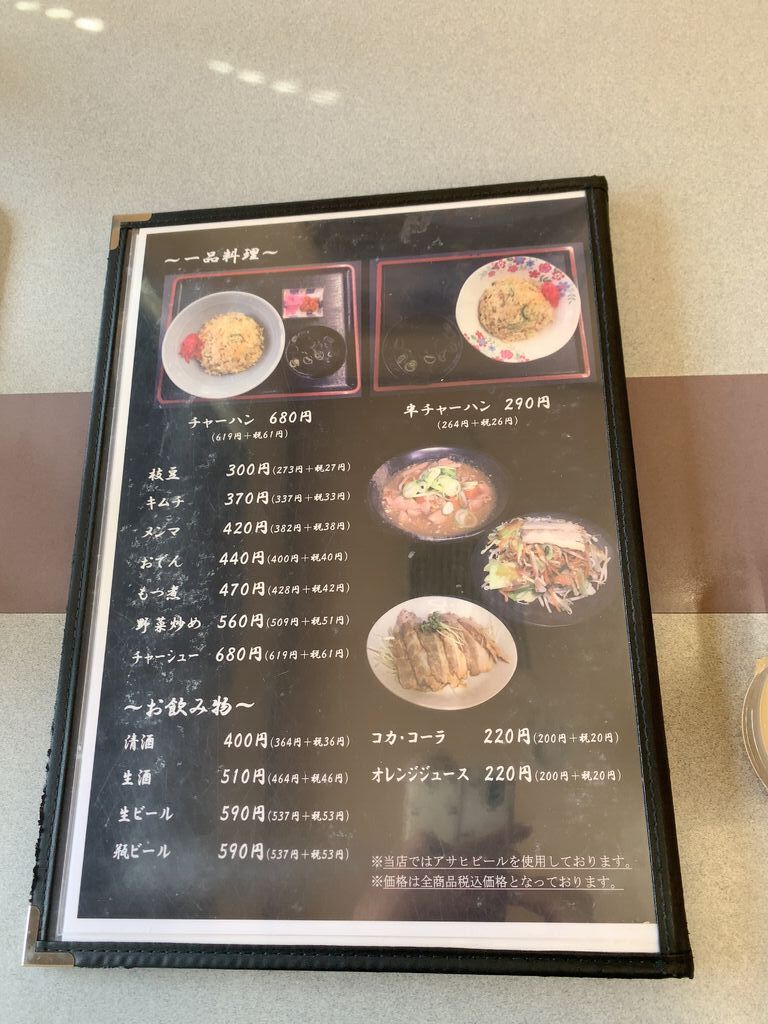 ～一品料理～
チャーハン 680円
(619円+税61円)
半チャーハン 290円
(264円+税26円)
枝豆 300円(273円+税27円)
キムチ 370円(337円+税33円)
メンマ 420円(382円+税38円)
おでん 440円(400円+税40円)
もつ煮 470円(428円+税42円)
野菜炒め 560円(509円+税51円)
チャーシュー 680円(619円+税61円)
～お飲み物～
清酒 400円(364円+税36円)
生酒 510円(464円+税46円)
生ビール 590円(537円+税53円)
瓶ビール 590円(537円+税53円)
コカ・コーラ 220円(200円+税20円)
オレンジジュース 220円(200円+税20円)
※当店ではアサヒビールを使用しております。
※価格は全商品税込価格となっております。